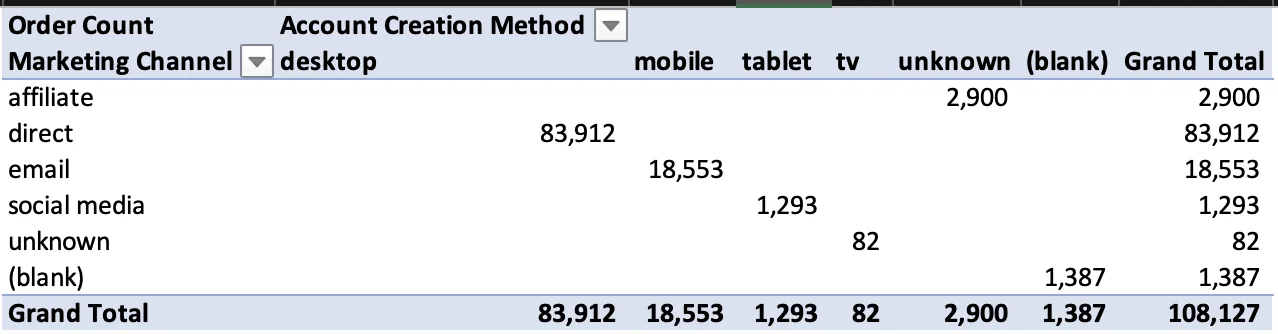 Order Count Account Creation Method
Marketing Channel desktop mobile tablet tv unknown (blank) Grand Total
affiliate 2,900 2,900
direct 83,912 83,912
email 18,553 18,553
social media 1,293 1,293
unknown 82 82
(blank) 1,387 1,387
Grand Total 83,912 18,553 1,293 82 2,900 1,387 108,127